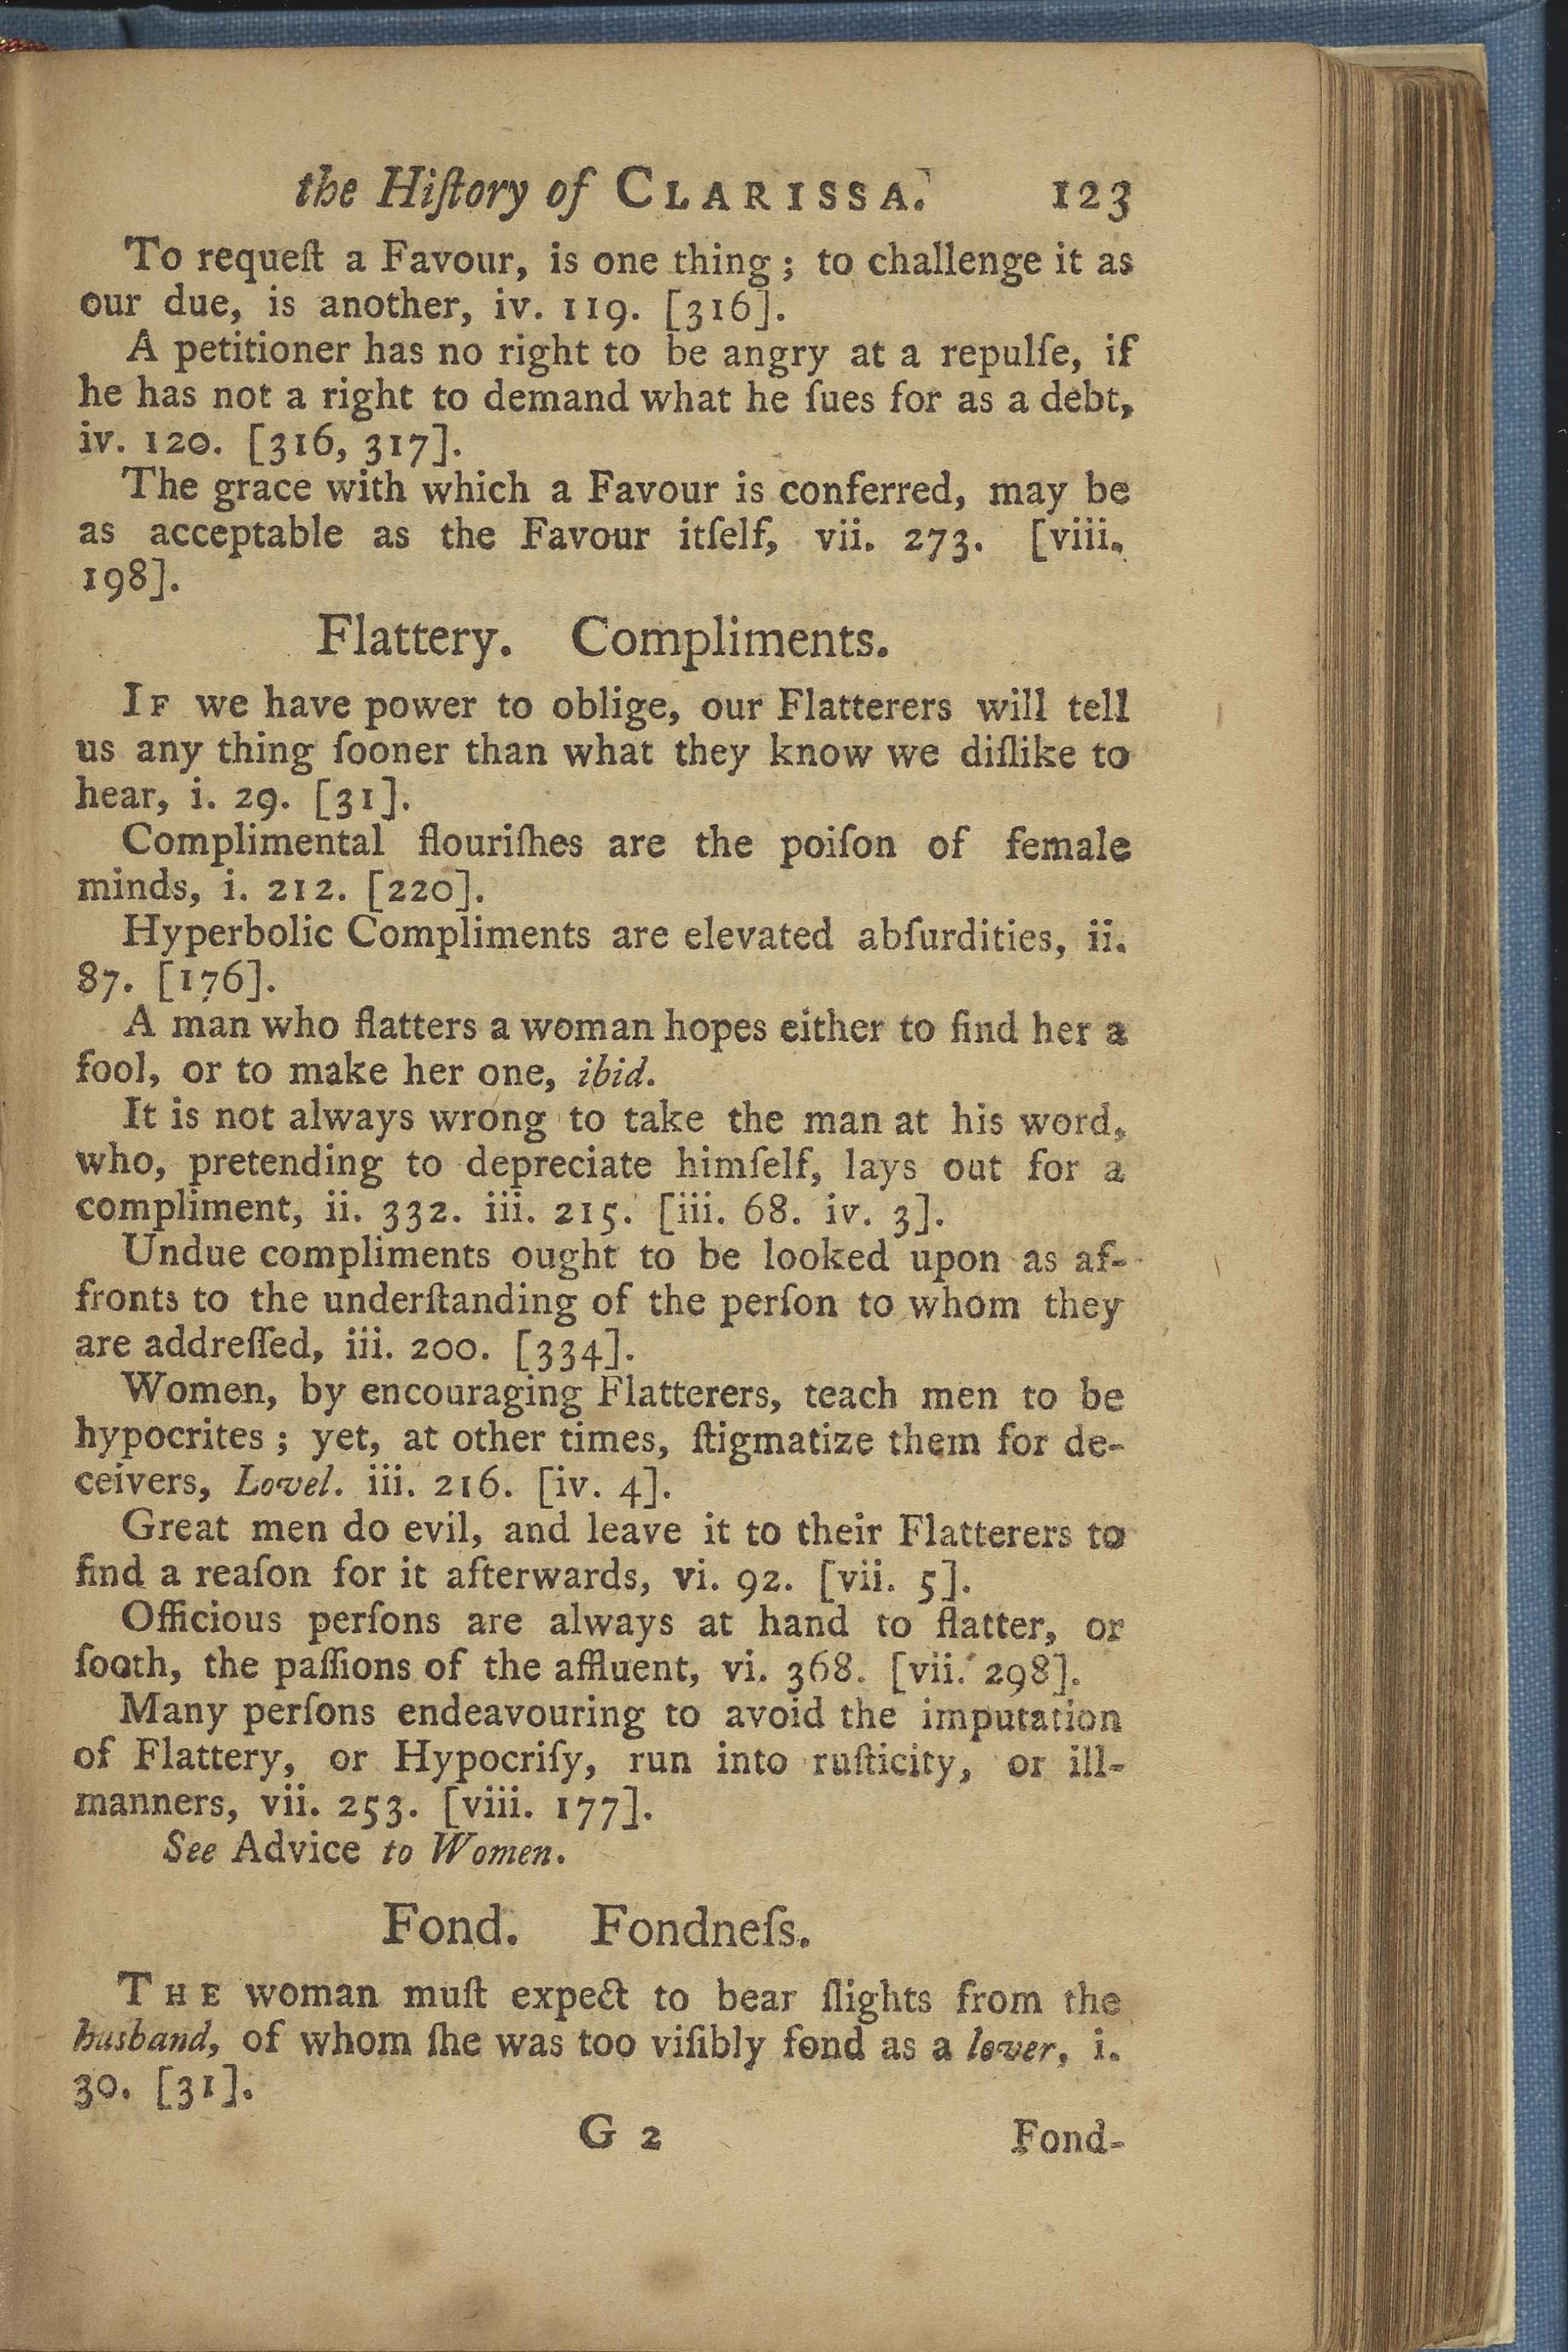 the Hiſtory of CLARISSA. 123
To requeſt a Favour, is one thing; to challenge it as
our due, is another, iv. 119. [316].
A petitioner has no right to be angry at a repulſe, if
he has not a right to demand what he ſues for as a debt,
iv. 120. [316, 317].
The grace with which a Favour is conferred, may be
as acceptable as the Favour itſelf, vii. 273. [viii.
198].
Flattery. Compliments.
IF we have power to oblige, our Flatterers will tell
us any thing ſooner than what they know we diſlike to
hear, i. 29. [31].
Complimental flouriſhes are the poiſon of female
minds, i. 212. [220].
Hyperbolic Compliments are elevated abſurdities, ii.
87. [176].
A man who flatters a woman hopes either to find her a
fool, or to make her one, ibid.
It is not always wrong to take the man at his word,
who, pretending to depreciate himſelf, lays out for a
compliment, ii. 332. iii. 215. [iii. 68. iv. 3].
Undue compliments ought to be looked upon as af-
fronts to the underſtanding of the perſon to whom they
are addreſſed, iii. 200. [334].
Women, by encouraging Flatterers, teach men to be
hypocrites; yet, at other times, ſtigmatize them for de-
ceivers, Lovel. iii. 216. [iv. 4].
Great men do evil, and leave it to their Flatterers to
find a reaſon for it afterwards, vi. 92. [vii. 5].
Officious perſons are always at hand to flatter, or
ſooth, the paſſions of the affluent, vi. 368. [vii. 298].
Many perſons endeavouring to avoid the imputation
of Flattery, or Hypocriſy, run into ruſticity, or ill-
manners, vii. 253. [viii. 177].
See Advice to Women.
Fond. Fondneſs.
THE woman muſt expect to bear ſlights from the
husband, of whom ſhe was too viſibly fond as a lover, i.
30. [31].
G 2 Fond-